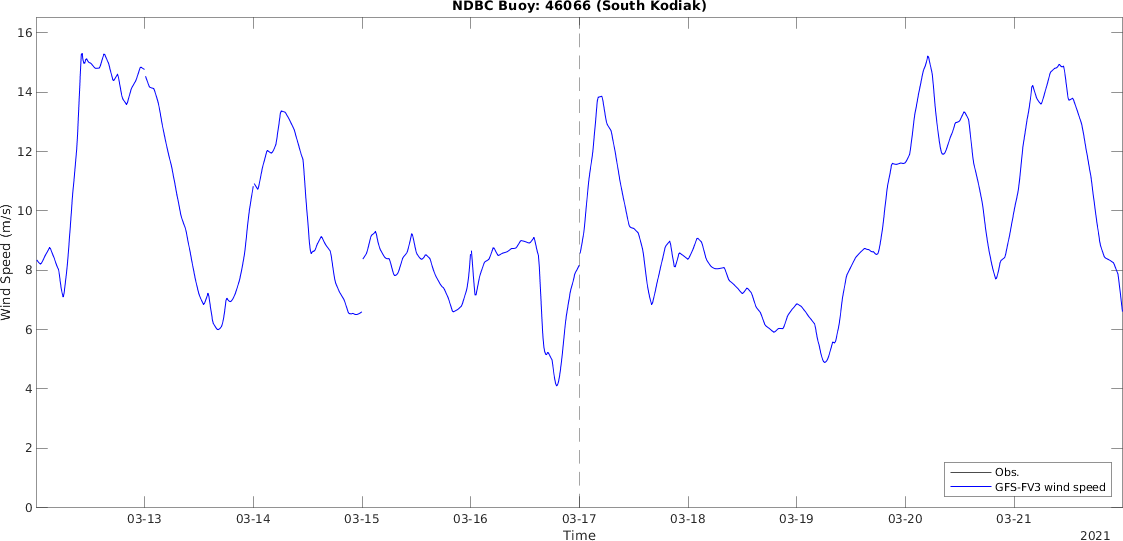 NDBC Buoy: 46066 (South Kodiak)
16
14
12
10
8
6
4
2
0
Wind Speed (m/s)
Obs.
GFS-FV3 wind speed
03-13 03-14 03-15 03-16 03-17 03-18 03-19 03-20 03-21
Time
2021